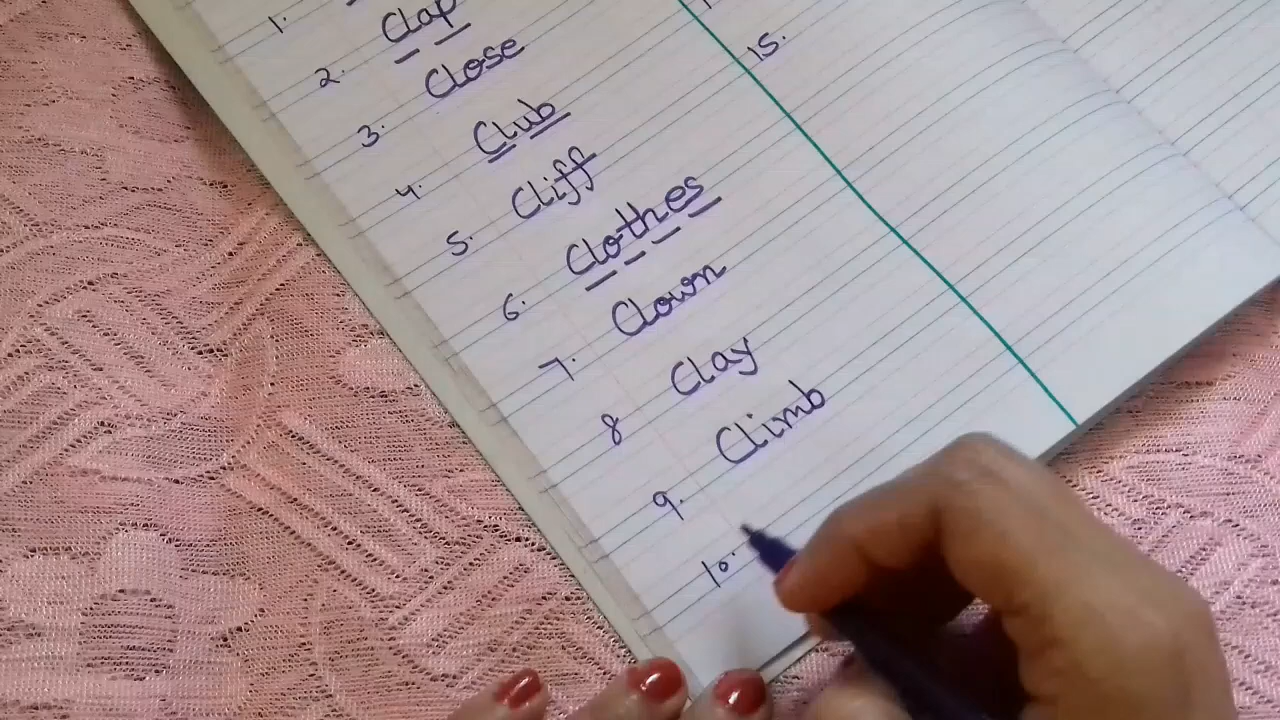 1.
2. Clap
3. Close
4. Club
5. Cliff
6. Clothes
7. Clown
8 Clay
9. Climb
10.
15.